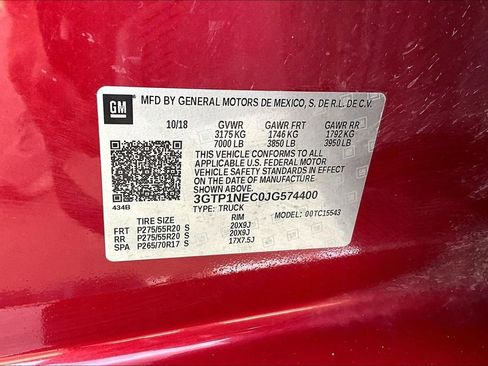 GM
MFD BY GENERAL MOTORS DE MEXICO, S. DE R.L. DE C.V.
10/18 GVWR GAWR FRT GAWR RR
3175 KG 1746 KG 1792 KG
7000 LB 3850 LB 3950 LB
THIS VEHICLE CONFORMS TO ALL
APPLICABLE U.S. FEDERAL MOTOR
VEHICLE SAFETY STANDARDS IN EFFECT
ON THE DATE OF MANUFACTURE SHOWN ABOVE.
3GTP1NEC0JG574400
434B TYPE: TRUCK MODEL: 00TC15543
TIRE SIZE RIM
FRT P275/55R20 S 20X9J
RR P275/55R20 S 20X9J
SPA P265/70R17 S 17X7.5J